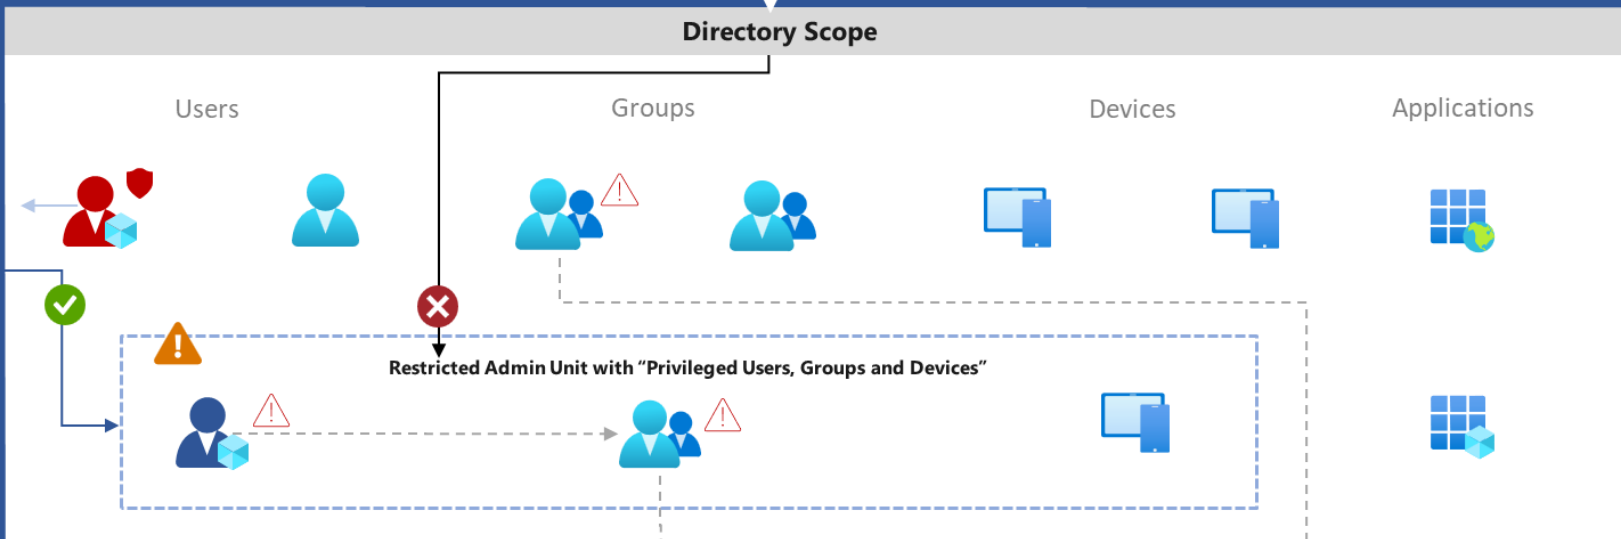 Directory Scope
Users
Groups
Devices
Applications
Restricted Admin Unit with “Privileged Users, Groups and Devices”